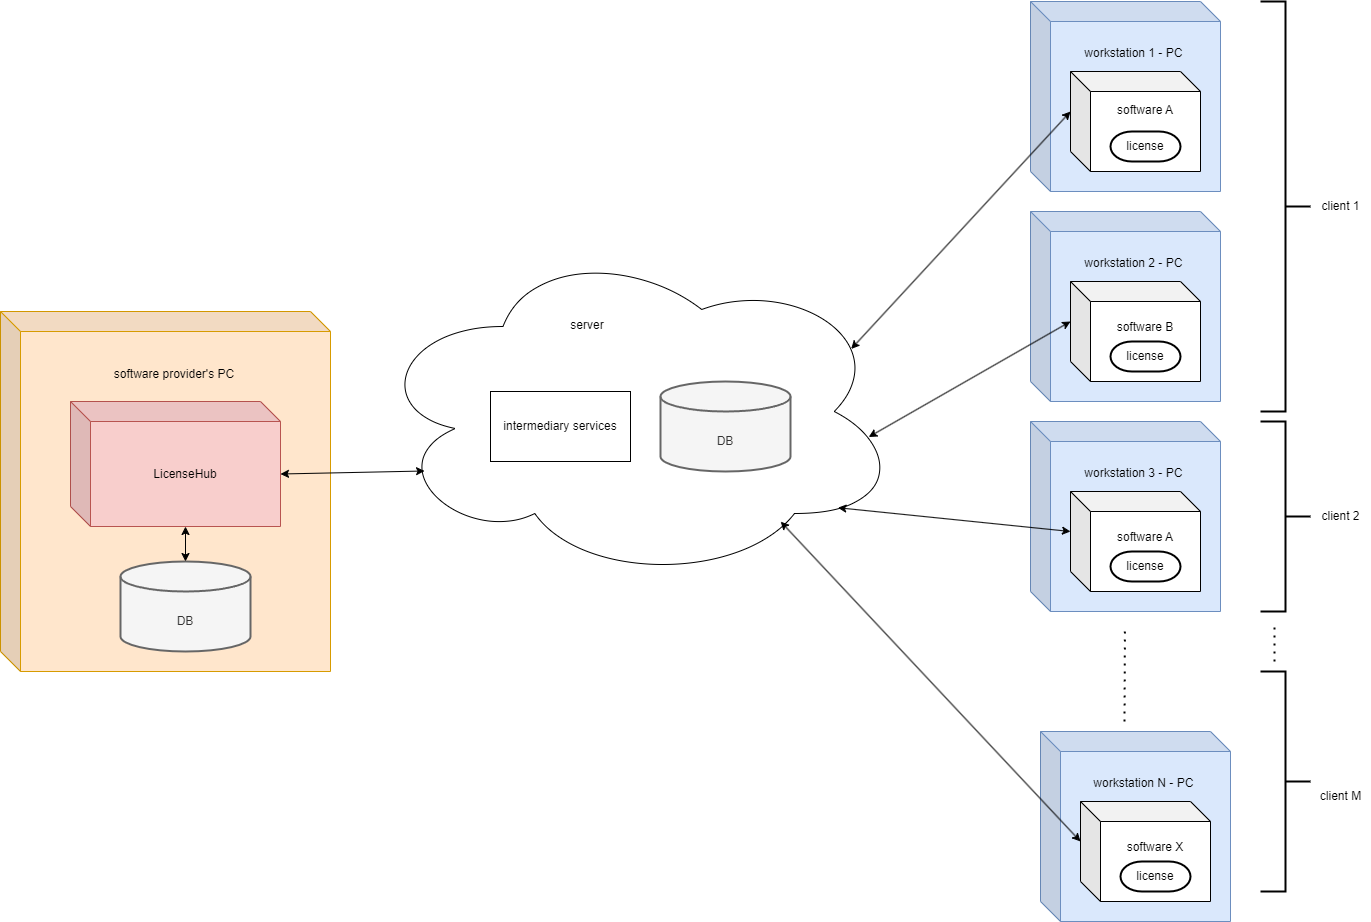 software provider's PC
LicenseHub
DB
server
intermediary services
DB
workstation 1 - PC
software A
license
workstation 2 - PC
software B
license
client 1
workstation 3 - PC
software A
license
client 2
workstation N - PC
software X
license
client M